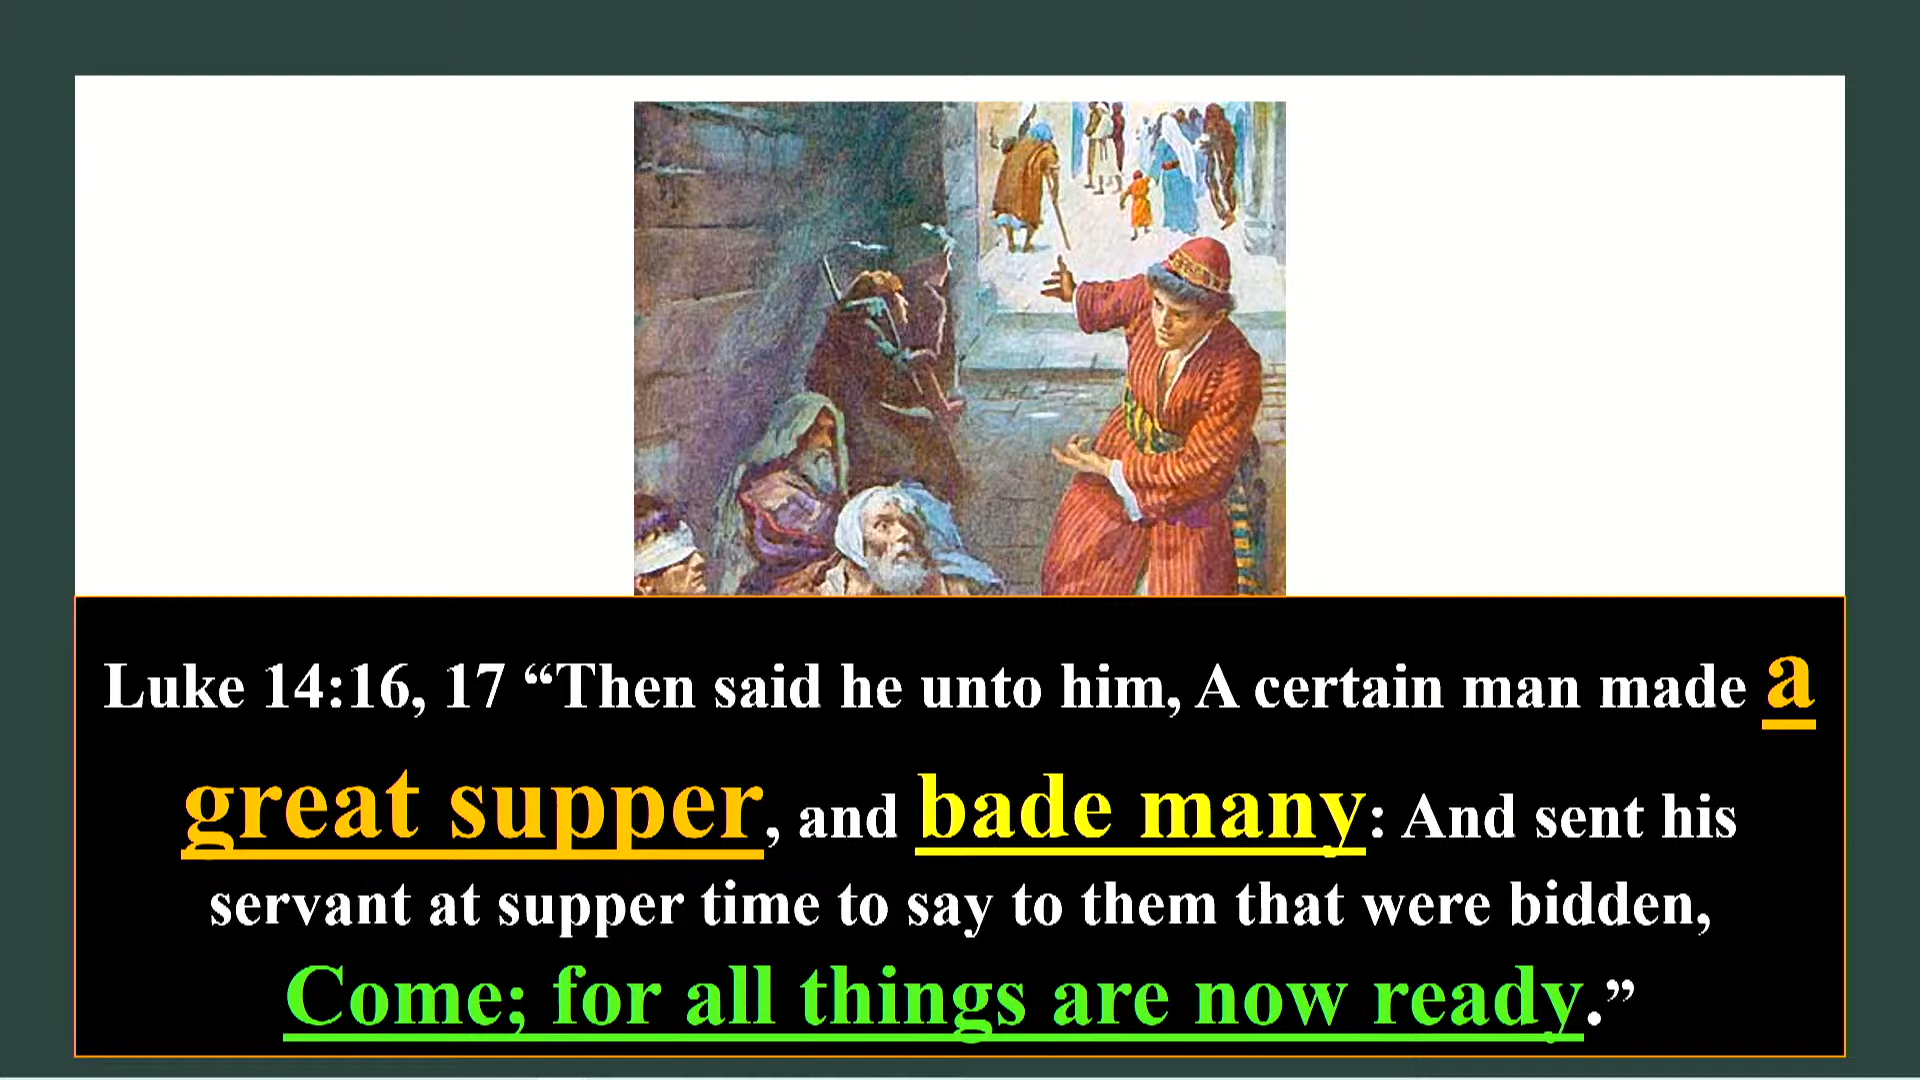 Luke 14:16, 17 “Then said he unto him, A certain man made a
great supper, and bade many: And sent his
servant at supper time to say to them that were bidden,
Come; for all things are now ready.”